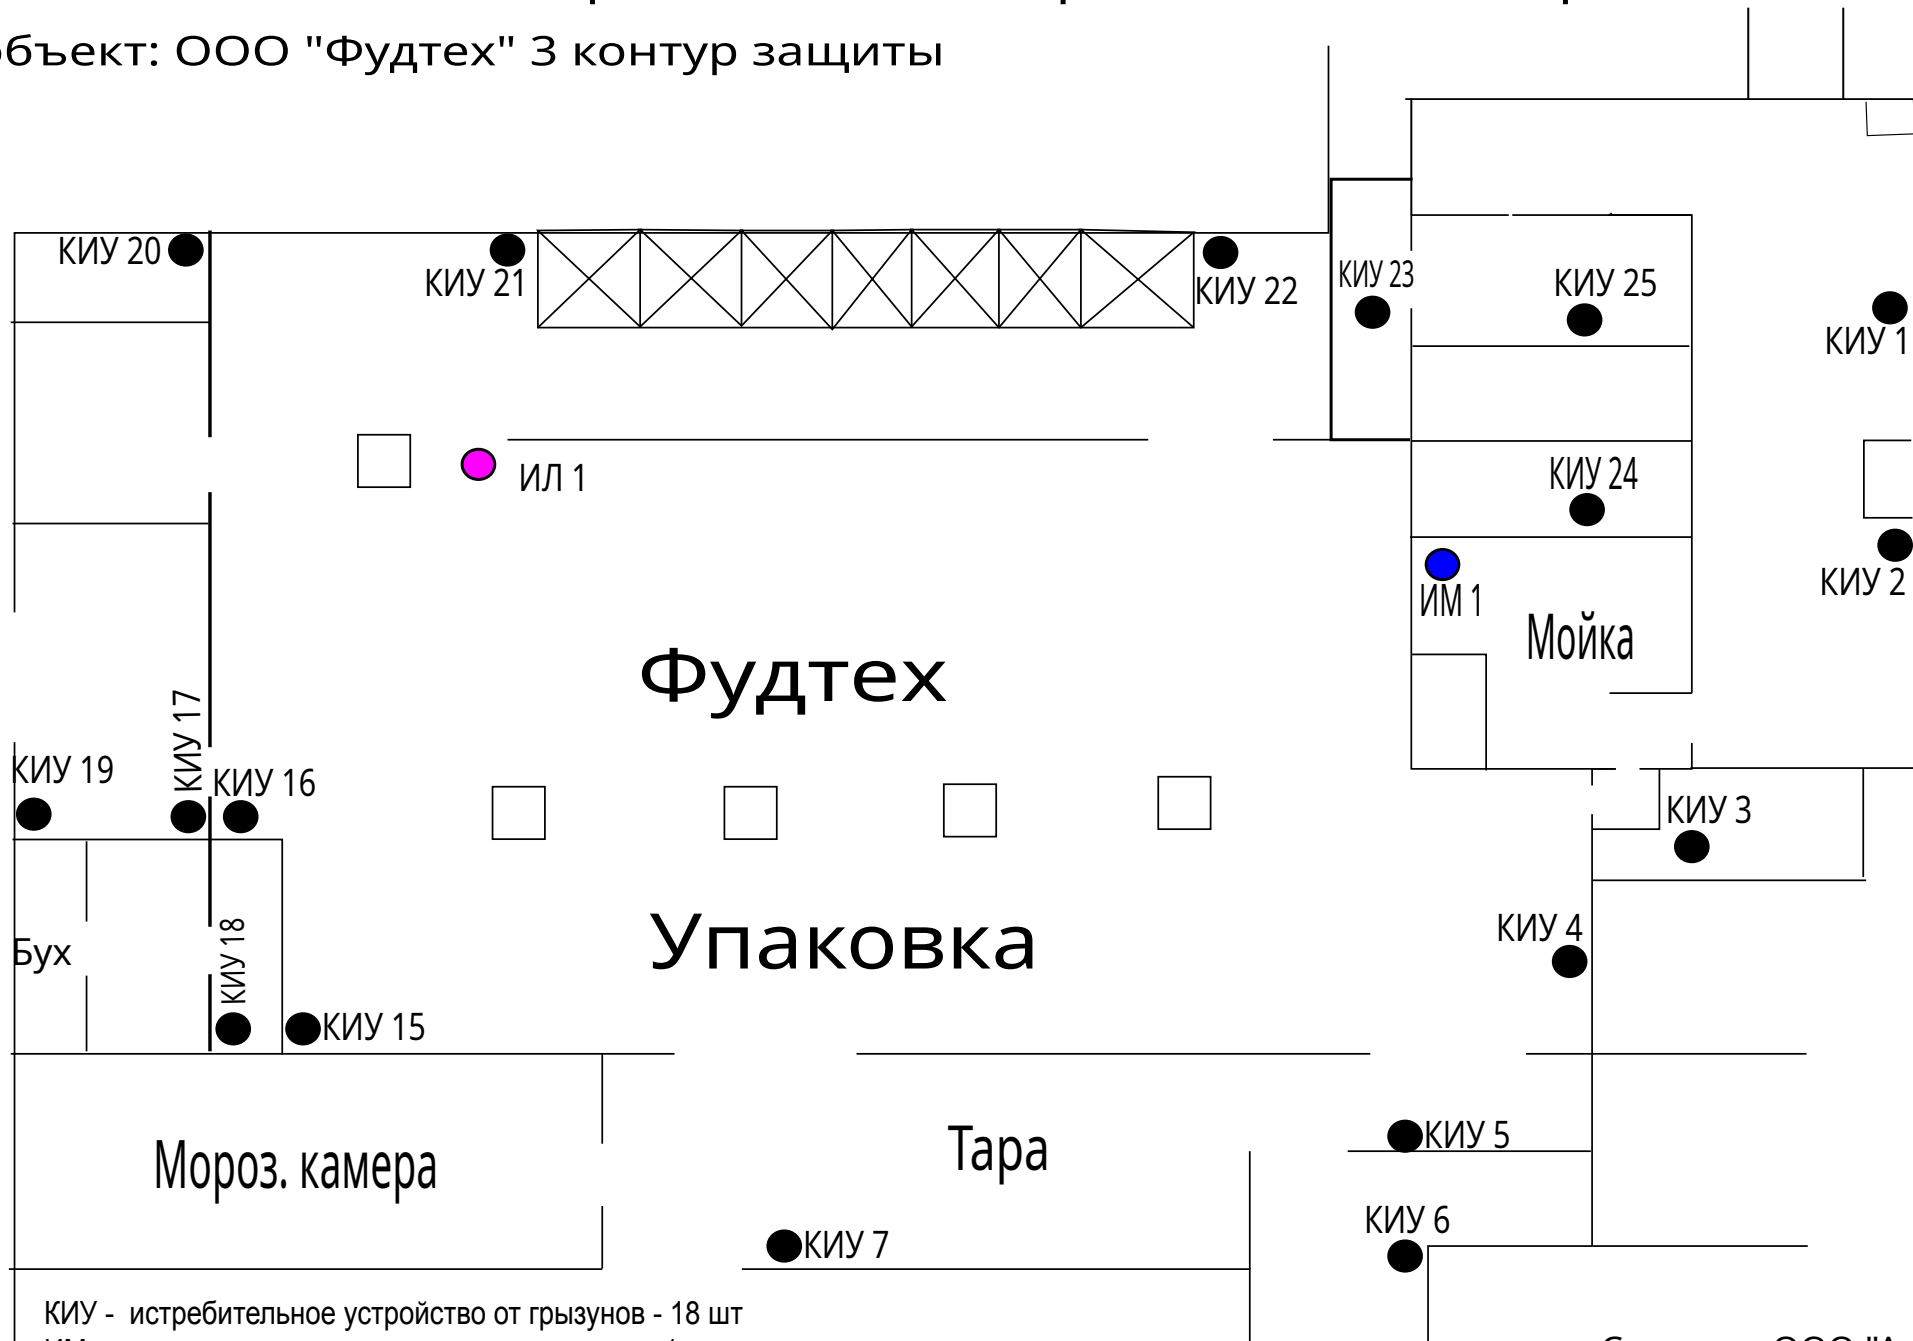 объект: ООО "Фудтех" 3 контур защиты
КИУ 20
КИУ 21
КИУ 22
КИУ 23
КИУ 25
КИУ 1
ИЛ 1
КИУ 24
КИУ 2
ИМ 1
Мойка
Фудтех
КИУ 17
КИУ 19
КИУ 16
КИУ 3
Упаковка
КИУ 4
Бух
КИУ 18
КИУ 15
Тара
КИУ 5
Мороз. камера
КИУ 6
КИУ 7
КИУ - истребительное устройство от грызунов - 18 шт